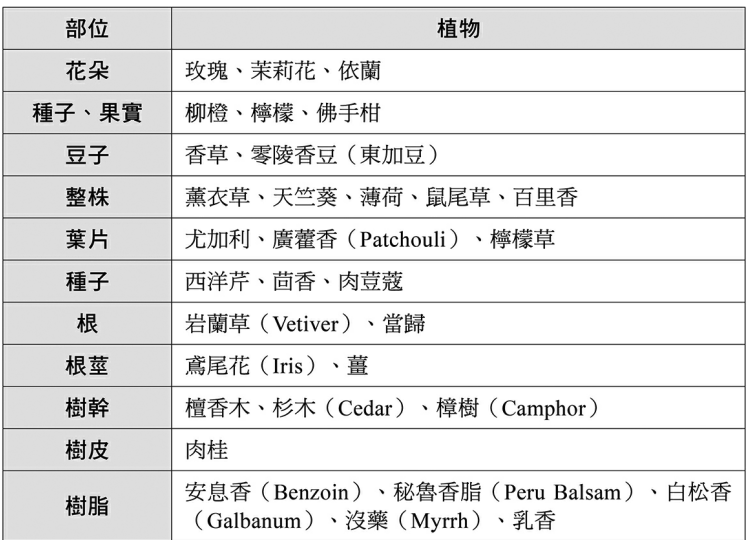 部位 植物
花朵 玫瑰、茉莉花、依蘭
種子、果實 柳橙、檸檬、佛手柑
豆子 香草、零陵香豆（東加豆）
整株 薰衣草、天竺葵、薄荷、鼠尾草、百里香
葉片 尤加利、廣藿香（Patchouli）、檸檬草
種子 西洋芹、茴香、肉荳蔻
根 岩蘭草（Vetiver）、當歸
根莖 鳶尾花（Iris）、薑
樹幹 檀香木、杉木（Cedar）、樟樹（Camphor）
樹皮 肉桂
樹脂 安息香（Benzoin）、秘魯香脂（Peru Balsam）、白松香
（Galbanum）、沒藥（Myrrh）、乳香